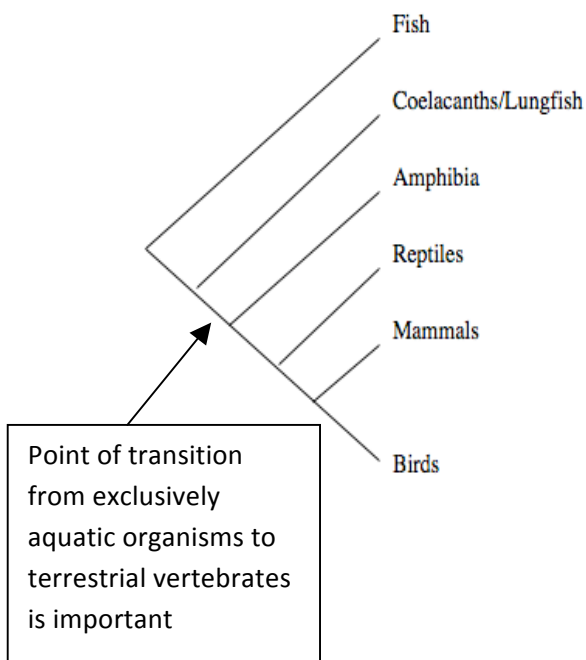 Fish
Coelacanths/Lungfish
Amphibia
Reptiles
Mammals
Birds
Point of transition
from exclusively
aquatic organisms to
terrestrial vertebrates
is important